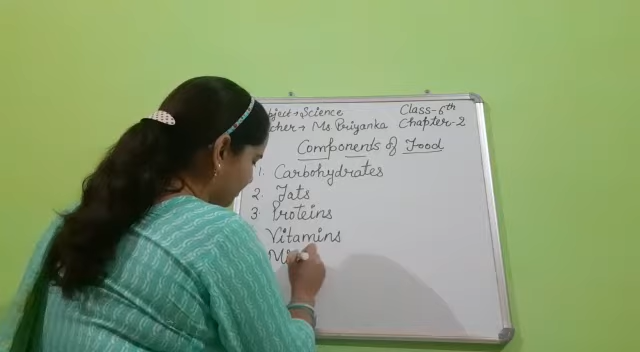 bject→Science
Class-6th
cher→ Ms. Priyanka
Chapter-2
Components of Food
1. Carbohydrates
2. Fats
3. Proteins
Vitamins
Mi